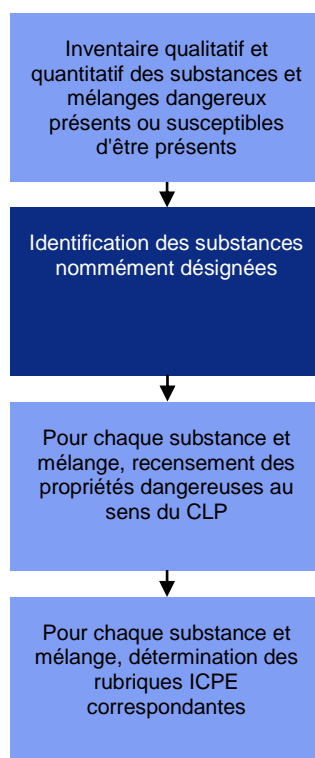 Inventaire qualitatif et
quantitatif des substances et
mélanges dangereux
présents ou susceptibles
d'être présents
Identification des substances
nommément désignées
Pour chaque substance et
mélange, recensement des
propriétés dangereuses au
sens du CLP
Pour chaque substance et
mélange, détermination des
rubriques ICPE
correspondantes